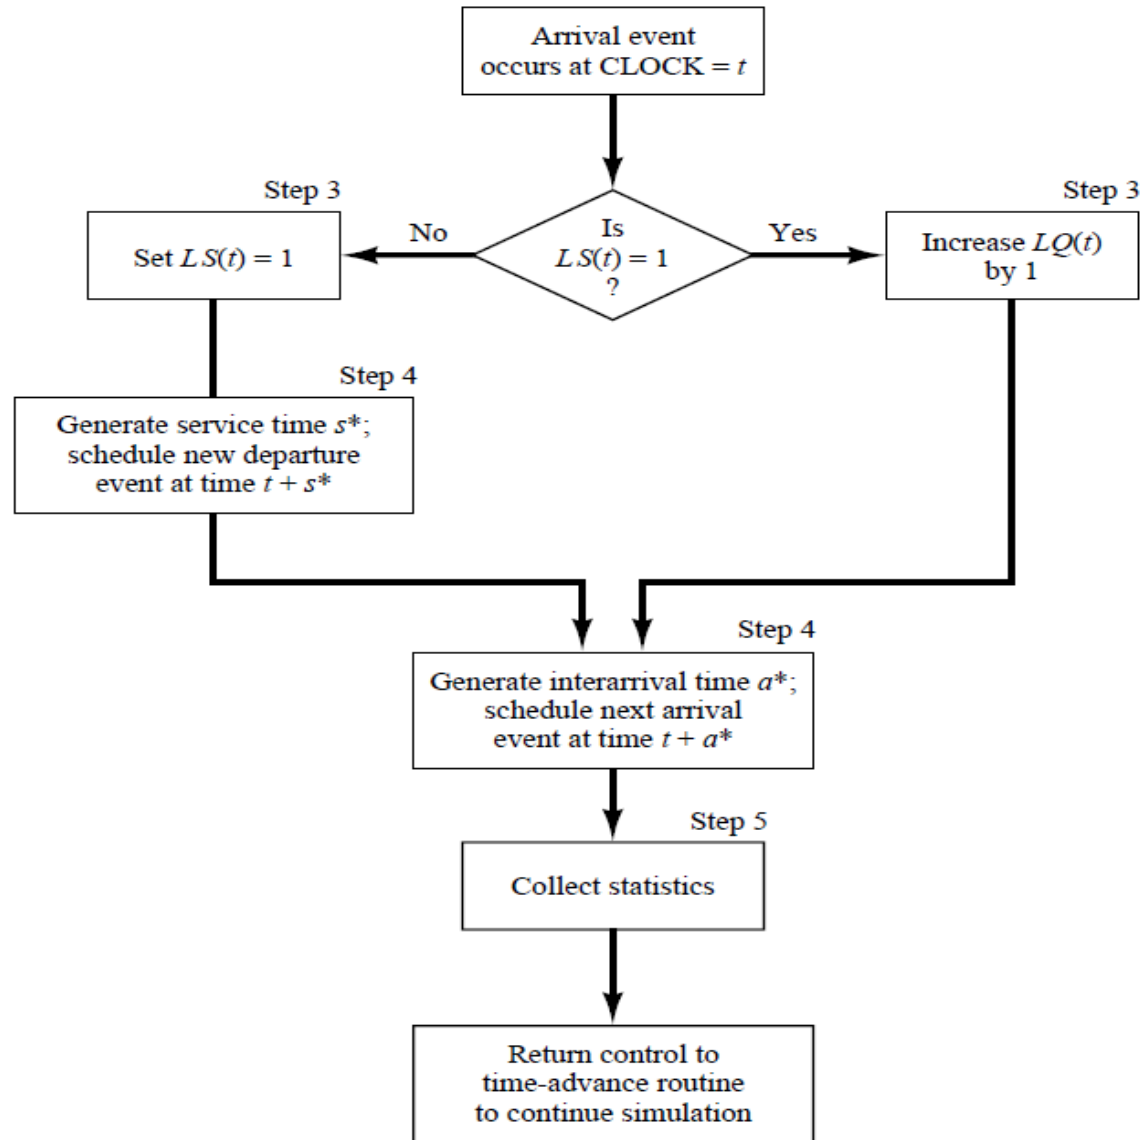 Arrival event
occurs at CLOCK = t
Step 3
Step 3
Set LS(t) = 1
No
Is
LS(t) = 1
?
Yes
Increase LQ(t)
by 1
Step 4
Generate service time s*;
schedule new departure
event at time t + s*
Step 4
Generate interarrival time a*;
schedule next arrival
event at time t + a*
Step 5
Collect statistics
Return control to
time-advance routine
to continue simulation